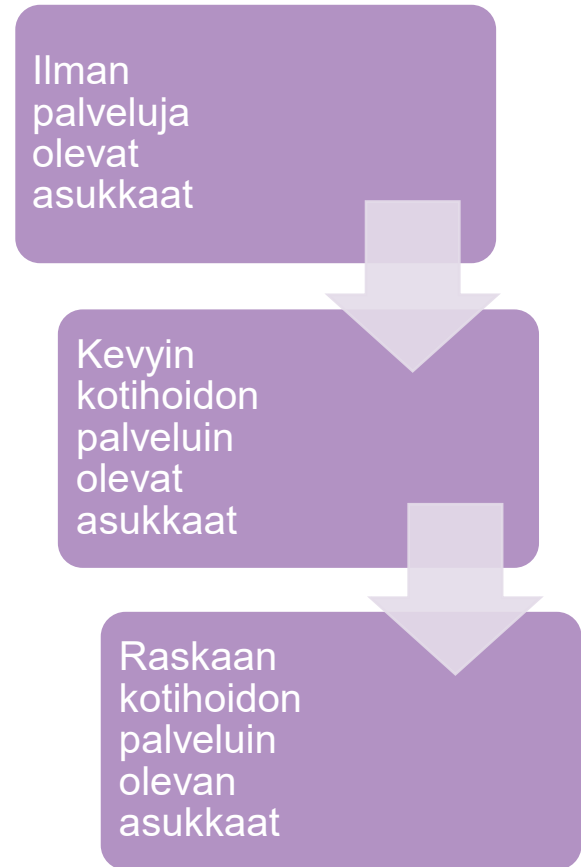 Ilman
palveluja
olevat
asukkaat
Kevyin
kotihoidon
palveluin
olevat
asukkaat
Raskaan
kotihoidon
palveluin
olevan
asukkaat